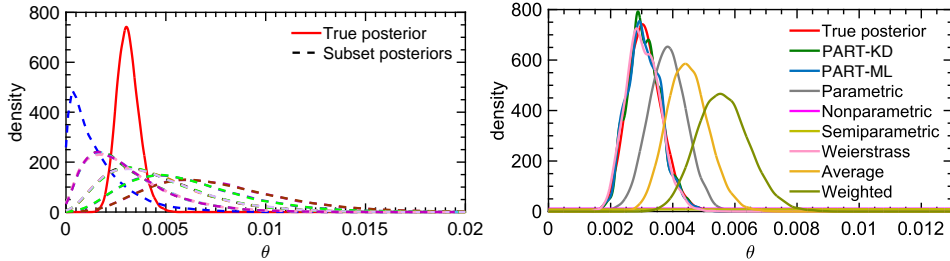 800
600
400
200
0
density
True posterior
Subset posteriors
0
0.005
0.01
0.015
0.02
θ
800
600
400
200
0
density
True posterior
PART-KD
PART-ML
Parametric
Nonparametric
Semiparametric
Weierstrass
Average
Weighted
0
0.002
0.004
0.006
0.008
0.010
0.012
θ